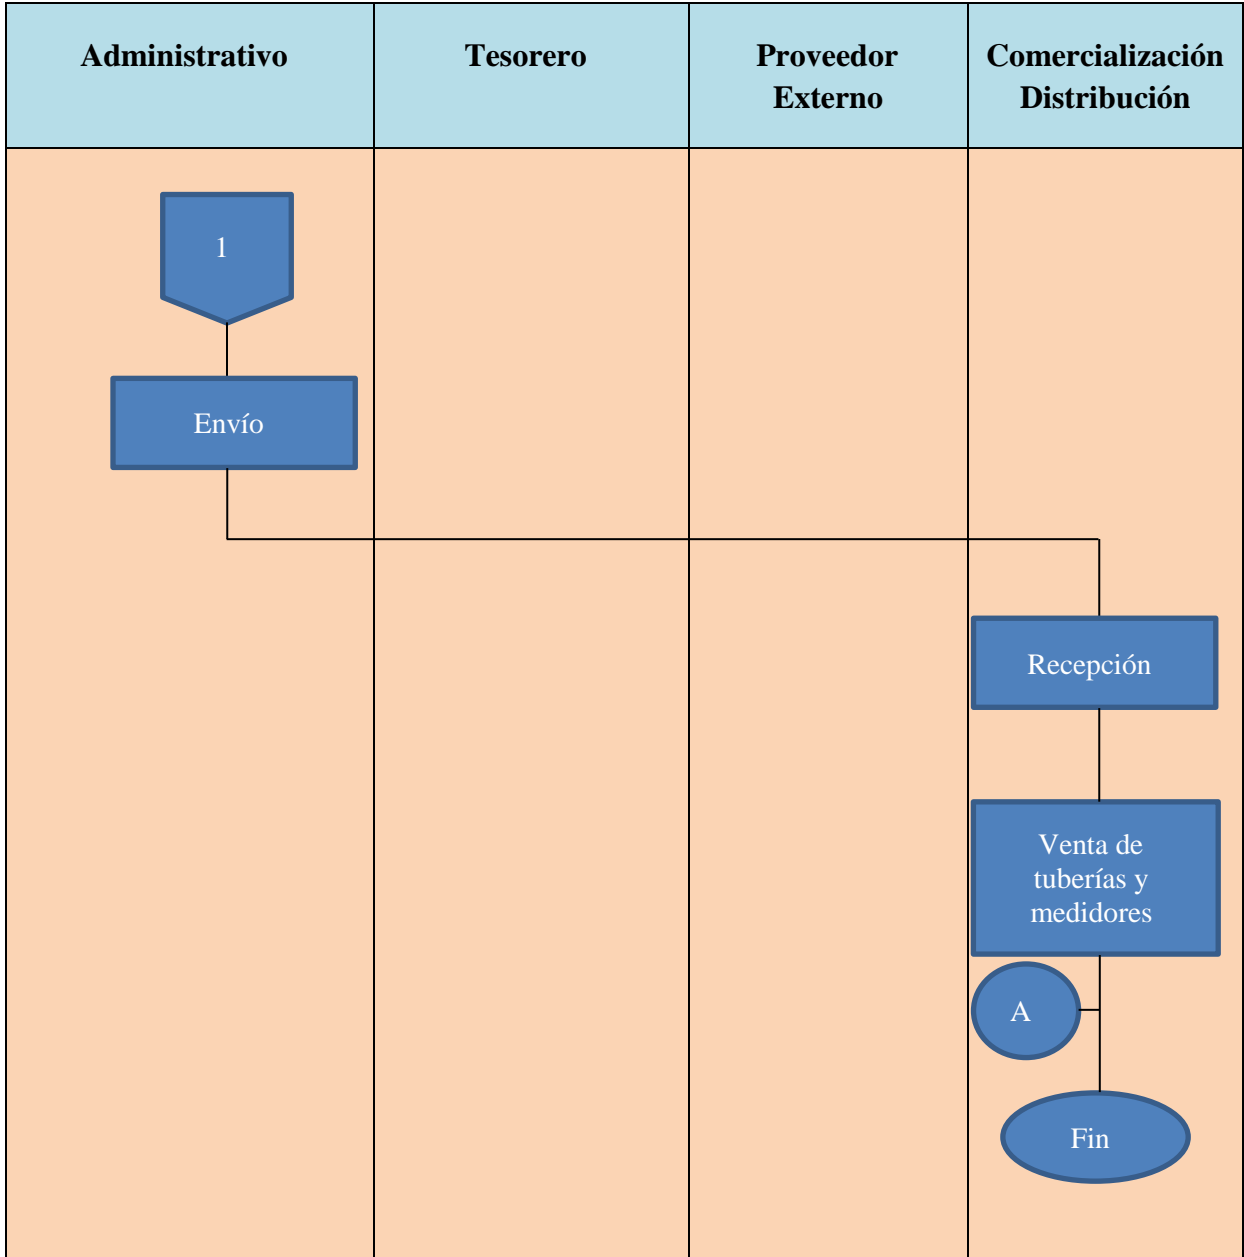 Administrativo
Tesorero
Proveedor
Externo
Comercialización
Distribución
1
Envío
Recepción
Venta de
tuberías y
medidores
A
Fin